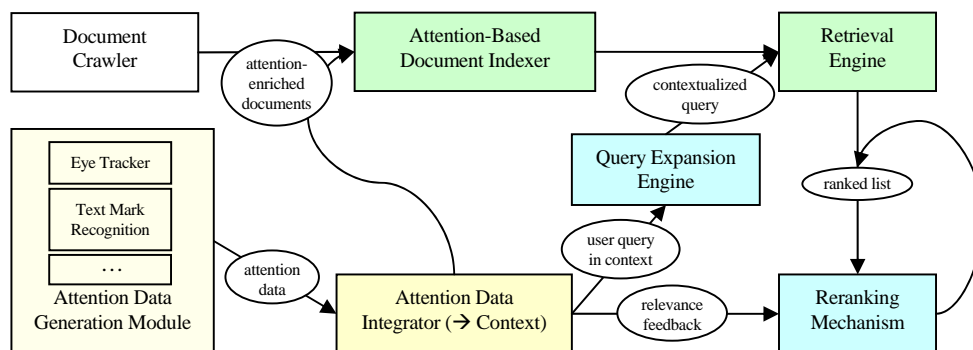 Document
Crawler
attention-
enriched
documents
Attention-Based
Document Indexer
Retrieval
Engine
contextualized
query
Eye Tracker
Text Mark
Recognition
...
Attention Data
Generation Module
Query Expansion
Engine
ranked list
attention
data
user query
in context
Attention Data
Integrator (→ Context)
relevance
feedback
Reranking
Mechanism